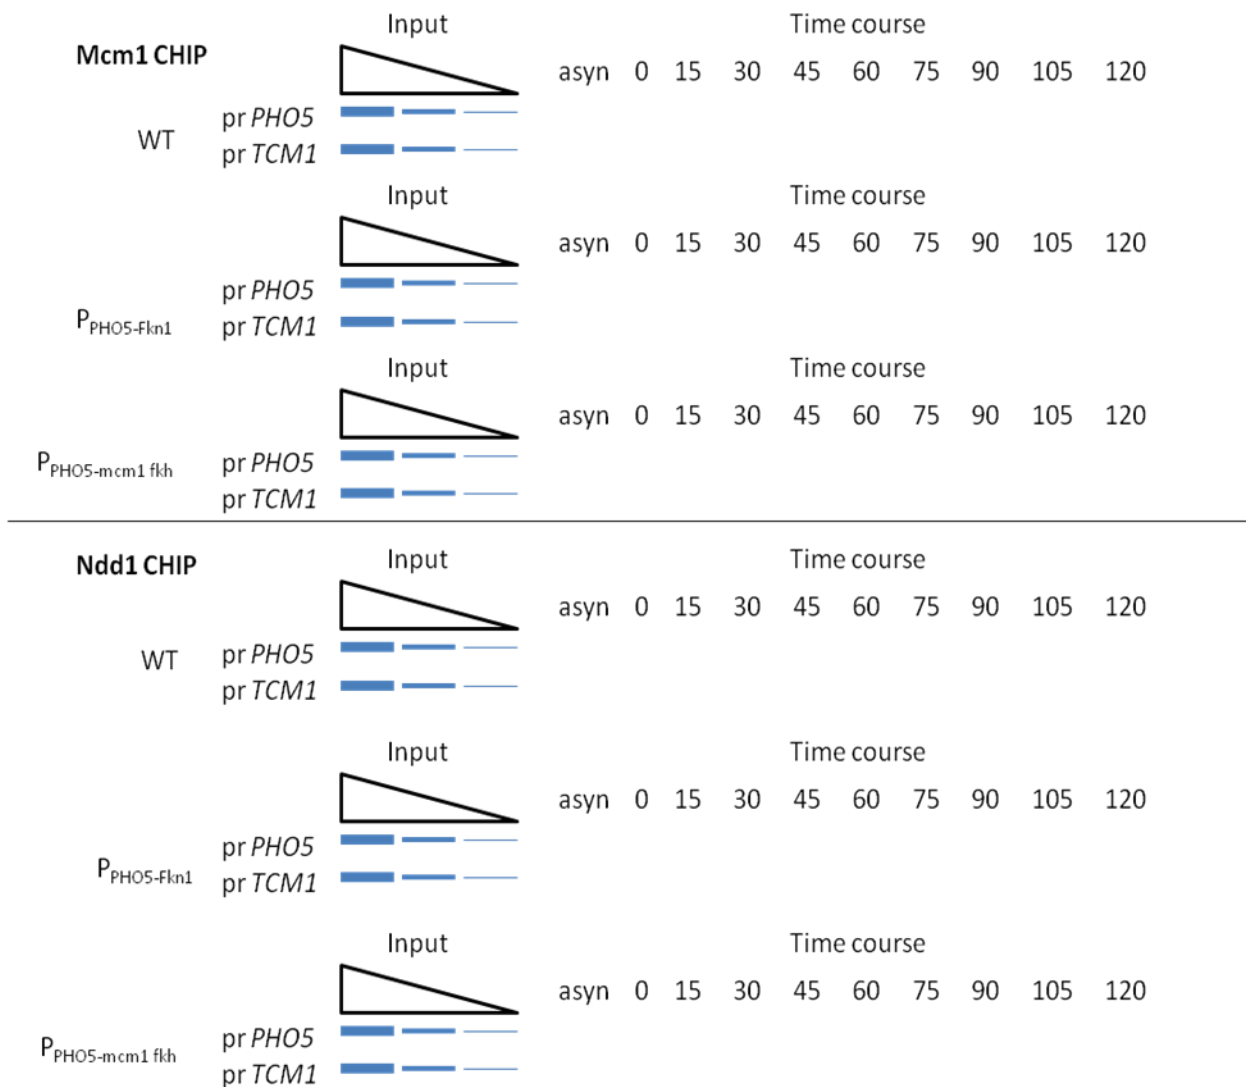 Input Time course
Mcm1 CHIP
asyn 0 15 30 45 60 75 90 105 120
pr PHO5
WT
pr TCM1
Input Time course
asyn 0 15 30 45 60 75 90 105 120
pr PHO5
PPHO5-Fkn1
pr TCM1
Input Time course
asyn 0 15 30 45 60 75 90 105 120
PPHO5-mcm1 fkh
pr PHO5
pr TCM1
Ndd1 CHIP
Input Time course
asyn 0 15 30 45 60 75 90 105 120
WT
pr PHO5
pr TCM1
Input Time course
asyn 0 15 30 45 60 75 90 105 120
pr PHO5
PPHO5-Fkn1
pr TCM1
Input Time course
asyn 0 15 30 45 60 75 90 105 120
pr PHO5
PPHO5-mcm1 fkh
pr TCM1